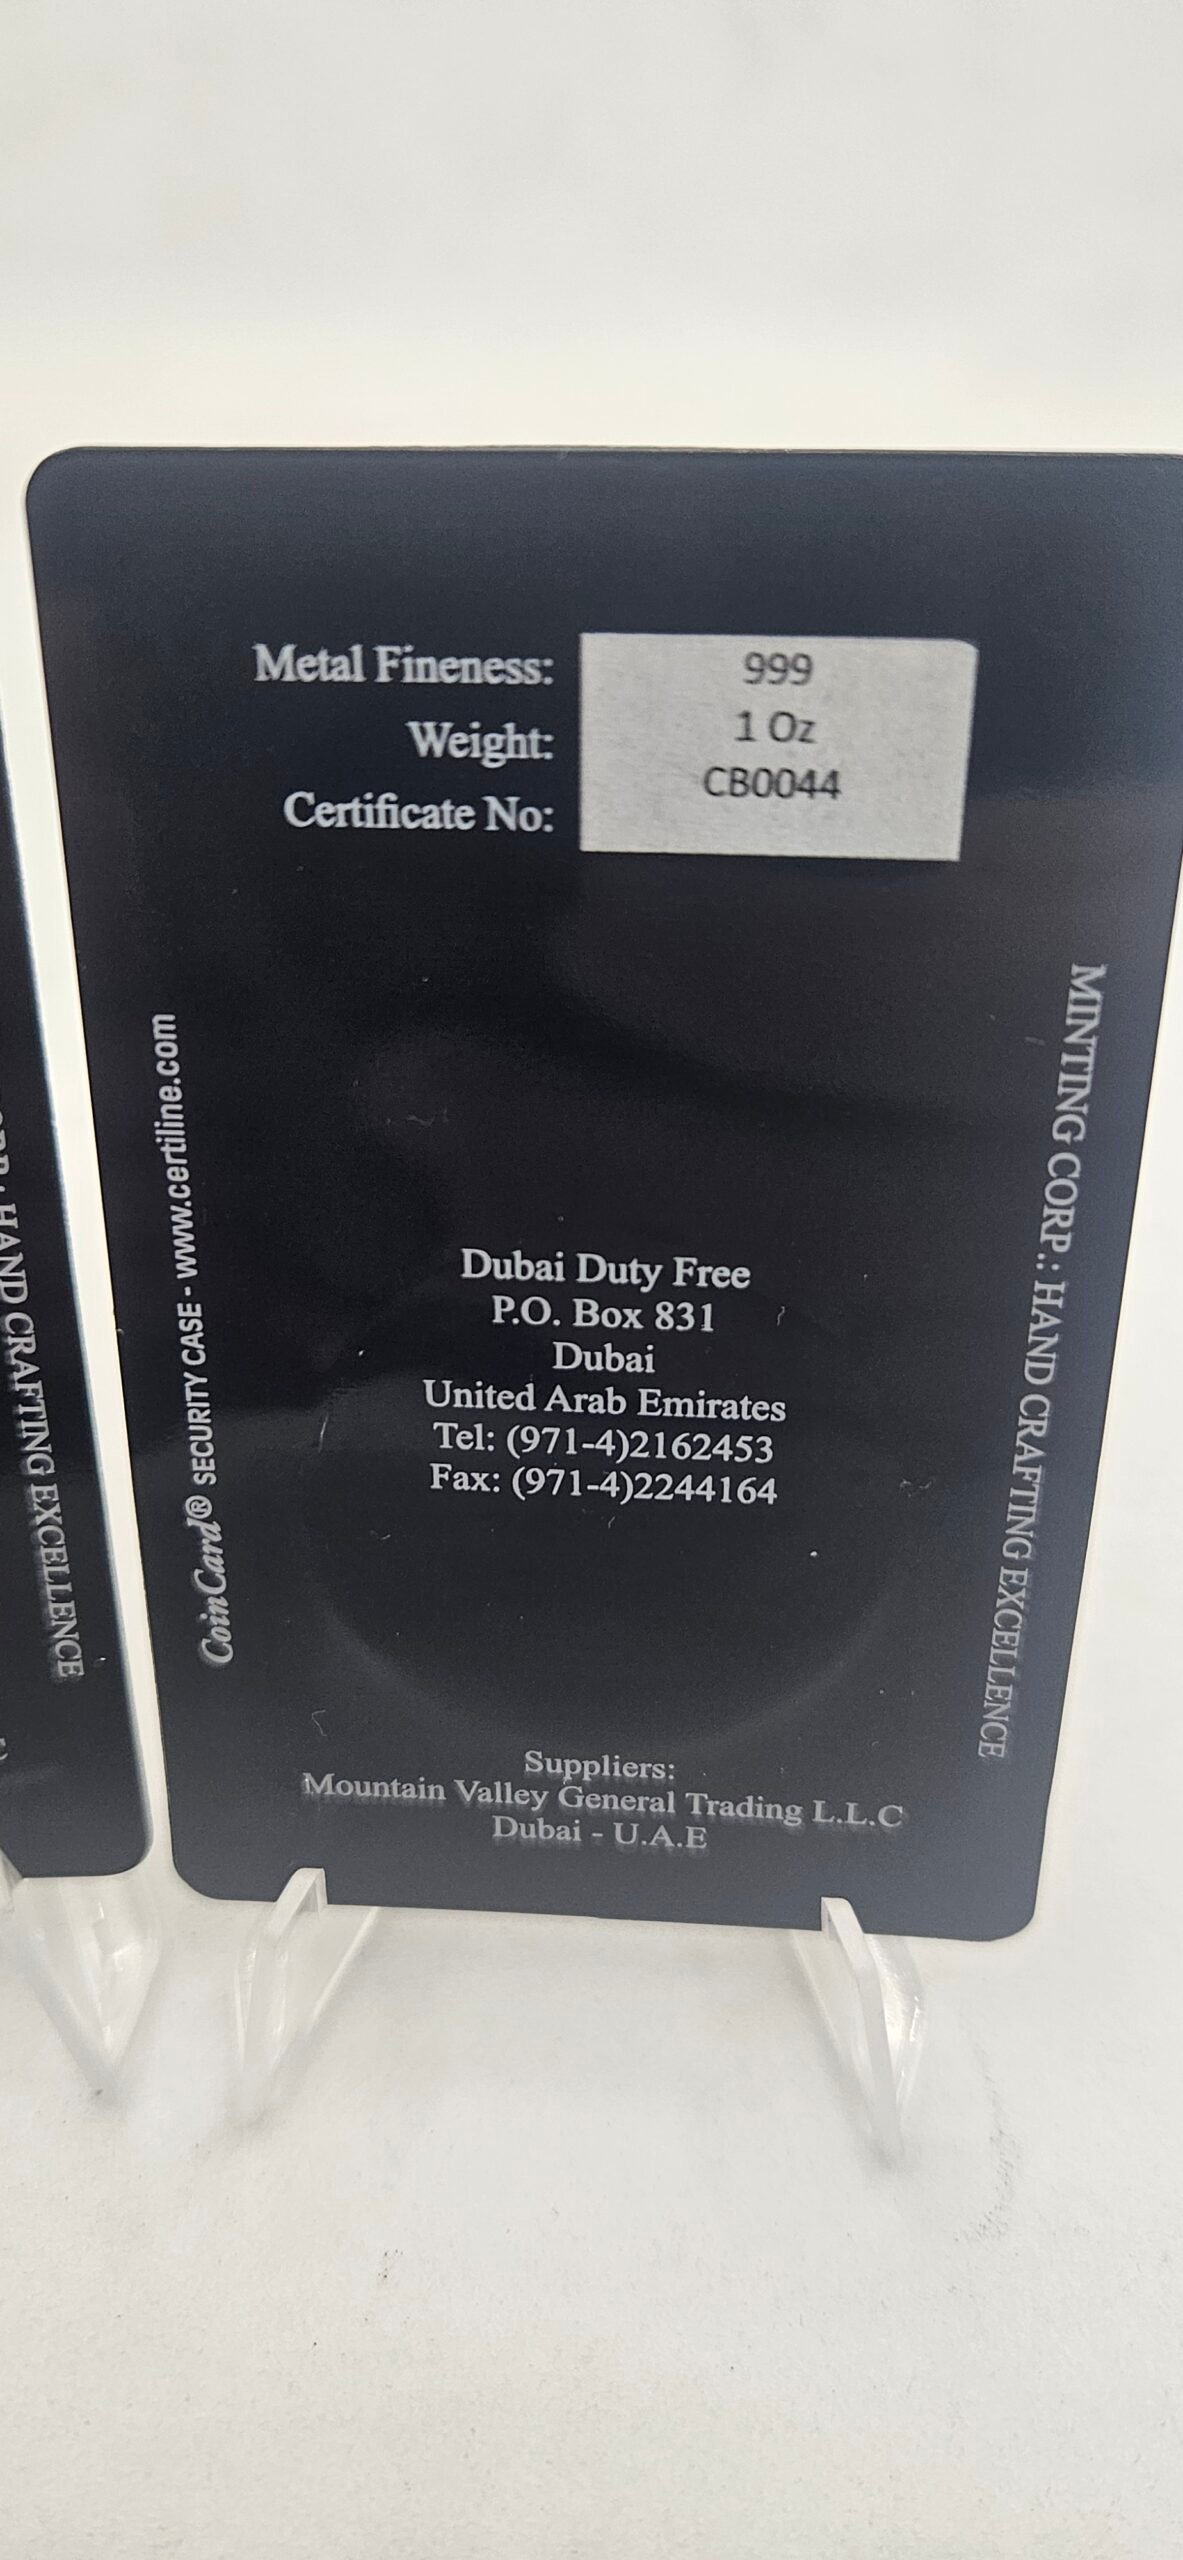 Metal Fineness: 999
Weight: 1 Oz
Certificate No: CB0044
CoinCard® SECURITY CASE - www.certiline.com
MINTING CORP.: HAND CRAFTING EXCELLENCE
Dubai Duty Free
P.O. Box 831
Dubai
United Arab Emirates
Tel: (971-4)2162453
Fax: (971-4)2244164
Suppliers:
Mountain Valley General Trading L.L.C
Dubai - U.A.E
HAND CRAFTING EXCELLENCE